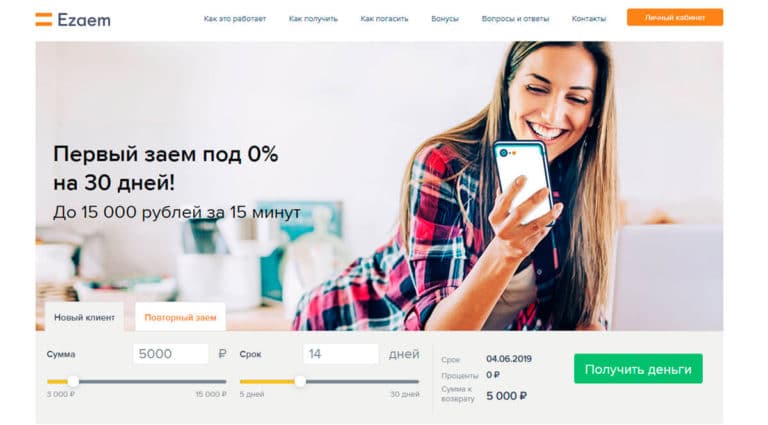 Ezaem
Как это работает Как получить Как погасить Бонусы Вопросы и ответы Контакты Личный кабинет
Первый заем под 0%
на 30 дней!
До 15 000 рублей за 15 минут
Новый клиент Повторный заем
Сумма 5000 ₽ Срок 14 дней
3 000 ₽ 15 000 ₽ 5 дней 30 дней
Срок 04.06.2019
Проценты 0 ₽
Сумма к
возврату 5 000 ₽
Получить деньги